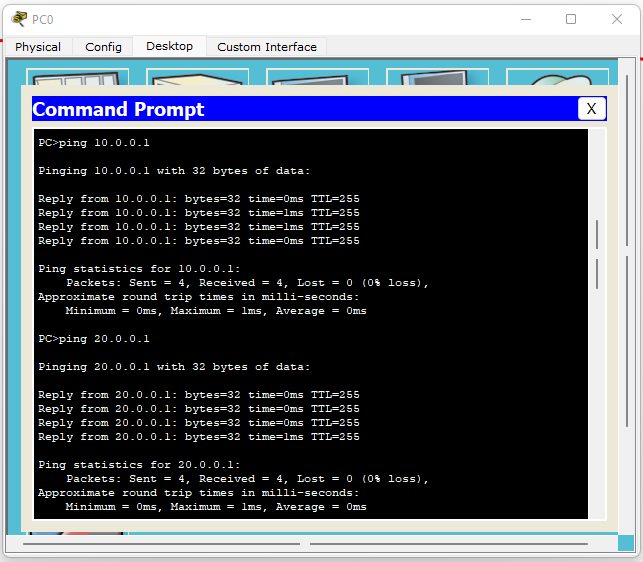 PC0
Physical Config Desktop Custom Interface
Command Prompt X
PC>ping 10.0.0.1
Pinging 10.0.0.1 with 32 bytes of data:
Reply from 10.0.0.1: bytes=32 time=0ms TTL=255
Reply from 10.0.0.1: bytes=32 time=1ms TTL=255
Reply from 10.0.0.1: bytes=32 time=1ms TTL=255
Reply from 10.0.0.1: bytes=32 time=0ms TTL=255
Ping statistics for 10.0.0.1:
Packets: Sent = 4, Received = 4, Lost = 0 (0% loss),
Approximate round trip times in milli-seconds:
Minimum = 0ms, Maximum = 1ms, Average = 0ms
PC>ping 20.0.0.1
Pinging 20.0.0.1 with 32 bytes of data:
Reply from 20.0.0.1: bytes=32 time=0ms TTL=255
Reply from 20.0.0.1: bytes=32 time=0ms TTL=255
Reply from 20.0.0.1: bytes=32 time=0ms TTL=255
Reply from 20.0.0.1: bytes=32 time=1ms TTL=255
Ping statistics for 20.0.0.1:
Packets: Sent = 4, Received = 4, Lost = 0 (0% loss),
Approximate round trip times in milli-seconds:
Minimum = 0ms, Maximum = 1ms, Average = 0ms